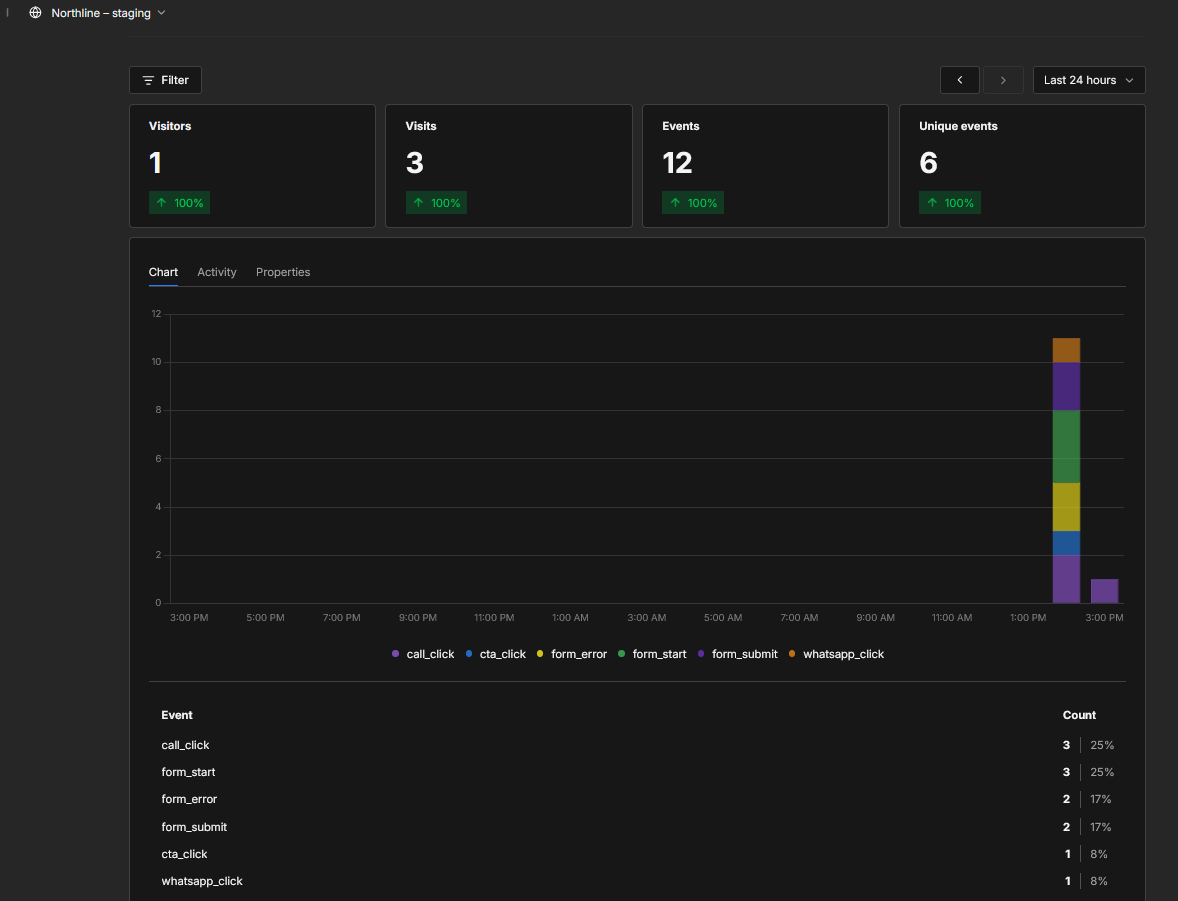 Northline – staging
Filter
Last 24 hours
Visitors
1
100%
Visits
3
100%
Events
12
100%
Unique events
6
100%
Chart Activity Properties
12
10
8
6
4
2
0
3:00 PM 5:00 PM 7:00 PM 9:00 PM 11:00 PM 1:00 AM 3:00 AM 5:00 AM 7:00 AM 9:00 AM 11:00 AM 1:00 PM 3:00 PM
call_click cta_click form_error form_start form_submit whatsapp_click
Event Count
call_click 3 25%
form_start 3 25%
form_error 2 17%
form_submit 2 17%
cta_click 1 8%
whatsapp_click 1 8%